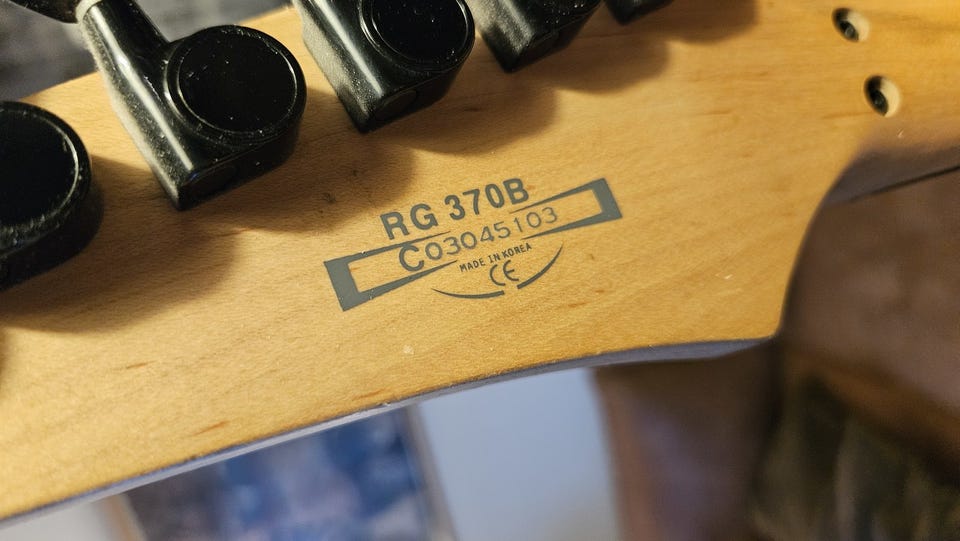 RG 370B
C03045103
MADE IN KOREA
CE